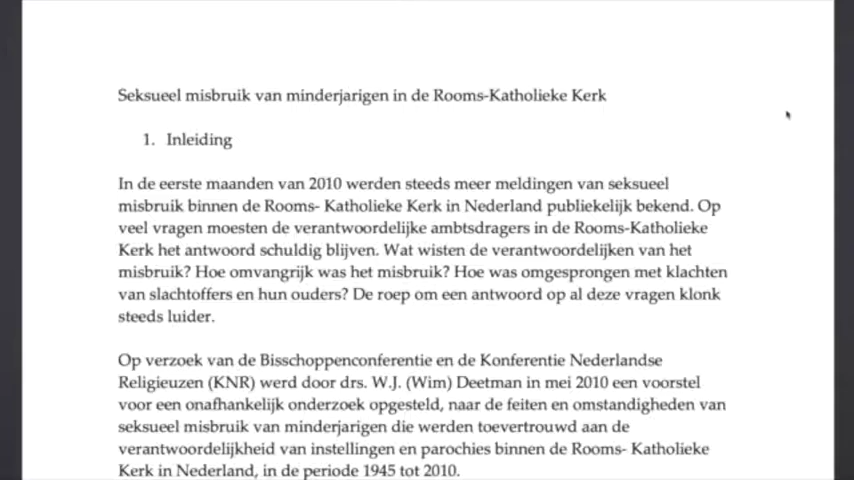 Seksueel misbruik van minderjarigen in de Rooms-Katholieke Kerk
1. Inleiding
In de eerste maanden van 2010 werden steeds meer meldingen van seksueel
misbruik binnen de Rooms- Katholieke Kerk in Nederland publiekelijk bekend. Op
veel vragen moesten de verantwoordelijke ambtsdragers in de Rooms-Katholieke
Kerk het antwoord schuldig blijven. Wat wisten de verantwoordelijken van het
misbruik? Hoe omvangrijk was het misbruik? Hoe was omgesprongen met klachten
van slachtoffers en hun ouders? De roep om een antwoord op al deze vragen klonk
steeds luider.
Op verzoek van de Bisschoppenconferentie en de Konferentie Nederlandse
Religieuzen (KNR) werd door drs. W.J. (Wim) Deetman in mei 2010 een voorstel
voor een onafhankelijk onderzoek opgesteld, naar de feiten en omstandigheden van
seksueel misbruik van minderjarigen die werden toevertrouwd aan de
verantwoordelijkheid van instellingen en parochies binnen de Rooms- Katholieke
Kerk in Nederland, in de periode 1945 tot 2010.